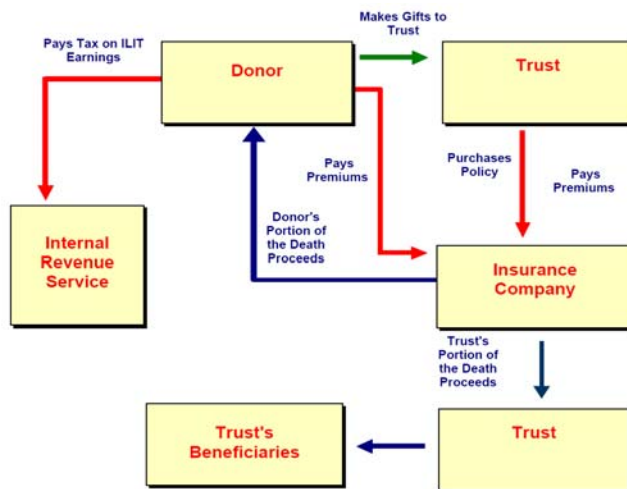 Makes Gifts to
Trust
Pays Tax on ILIT
Earnings
Donor
Trust
Pays
Premiums
Purchases
Policy
Pays
Premiums
Donor's
Portion of
the Death
Proceeds
Internal
Revenue
Service
Insurance
Company
Trust's
Portion of
the Death
Proceeds
Trust's
Beneficiaries
Trust